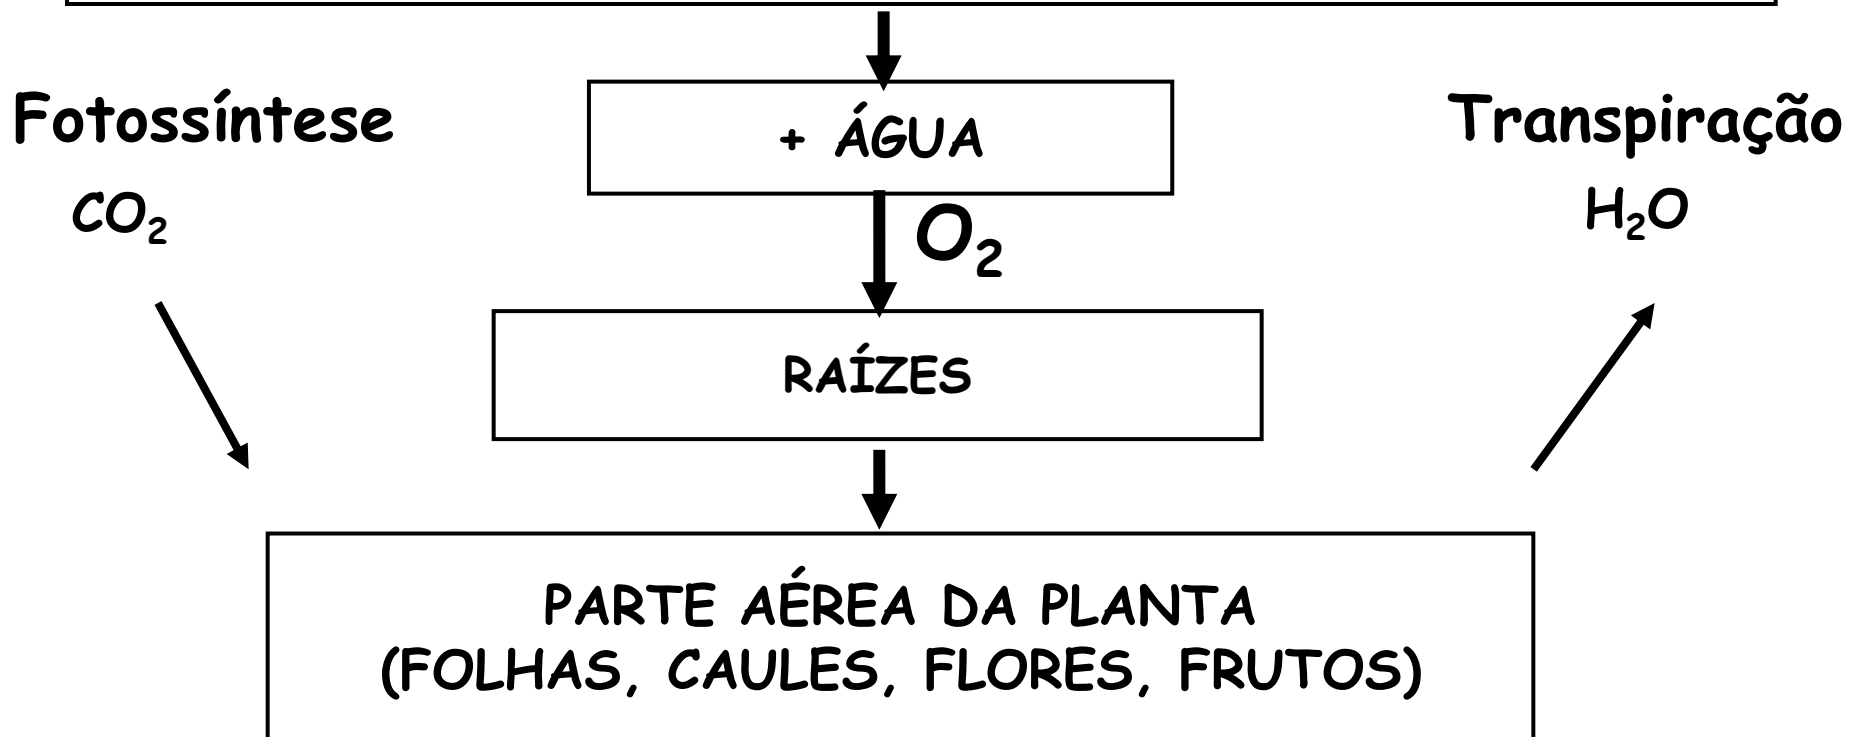 Fotossíntese
CO₂
+ ÁGUA
O₂
Transpiração
H₂O
RAÍZES
PARTE AÉREA DA PLANTA
(FOLHAS, CAULES, FLORES, FRUTOS)